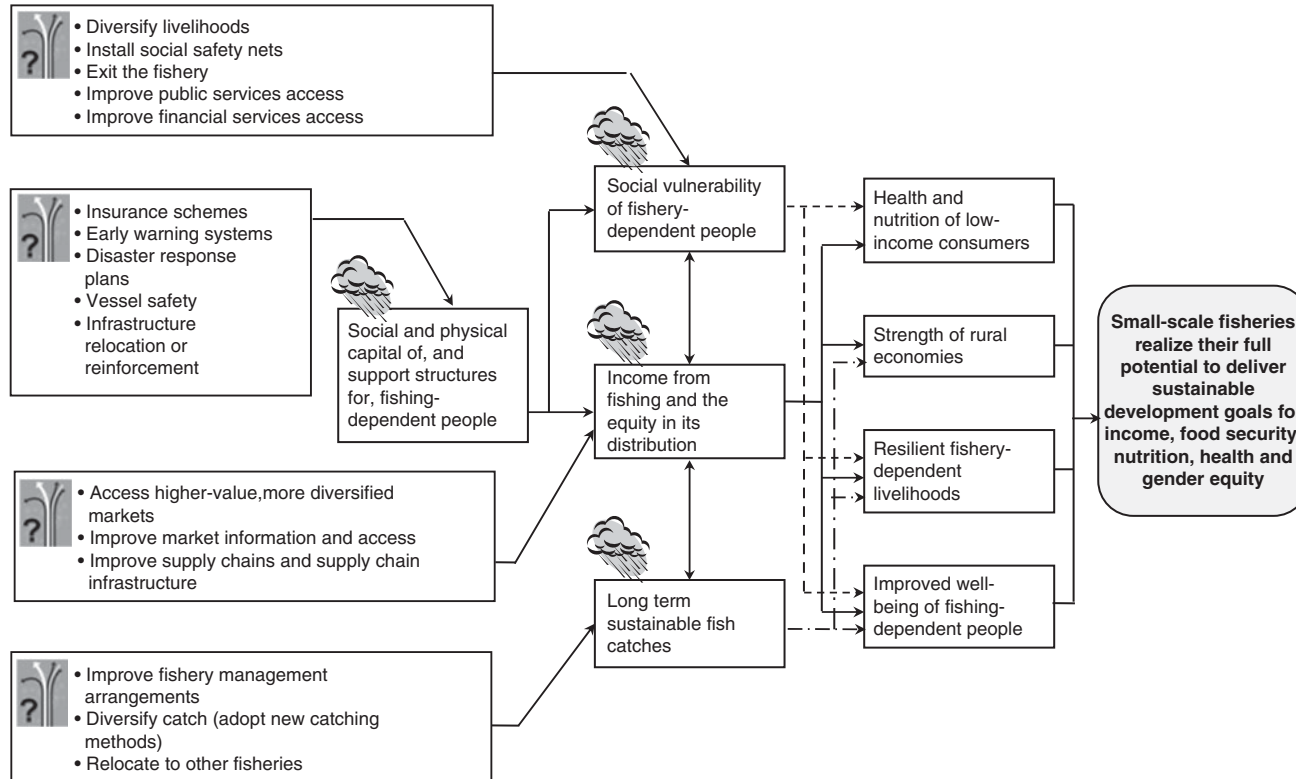 ?
• Diversify livelihoods
• Install social safety nets
• Exit the fishery
• Improve public services access
• Improve financial services access
?
• Insurance schemes
• Early warning systems
• Disaster response
plans
• Vessel safety
• Infrastructure
relocation or
reinforcement
?
• Access higher-value,more diversified
markets
• Improve market information and access
• Improve supply chains and supply chain
infrastructure
?
• Improve fishery management
arrangements
• Diversify catch (adopt new catching
methods)
• Relocate to other fisheries
Social and physical
capital of, and
support structures
for, fishing-
dependent people
Social vulnerability
of fishery-
dependent people
Income from
fishing and the
equity in its
distribution
Long term
sustainable fish
catches
Health and
nutrition of low-
income consumers
Strength of rural
economies
Resilient fishery-
dependent
livelihoods
Improved well-
being of fishing-
dependent people
Small-scale fisheries
realize their full
potential to deliver
sustainable
development goals fo
income, food security
nutrition, health and
gender equity